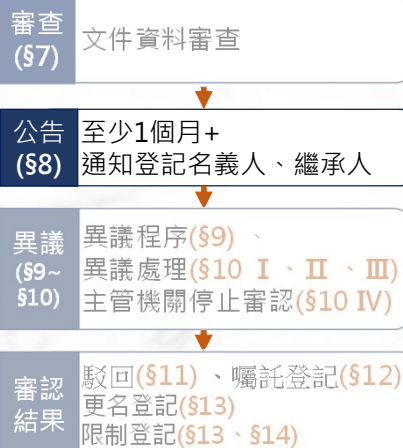 審查
(§7)
文件資料審查
公告
(§8)
至少1個月+
通知登記名義人、繼承人
異議
(§9~
§10)
異議程序(§9) 、
異議處理(§10 Ⅰ、Ⅱ 、Ⅲ)
主管機關停止審認(§10 IV)
審認
結果
駁回(§11) 、囑託登記(§12)
更名登記(§13)
限制登記(§13、§14)